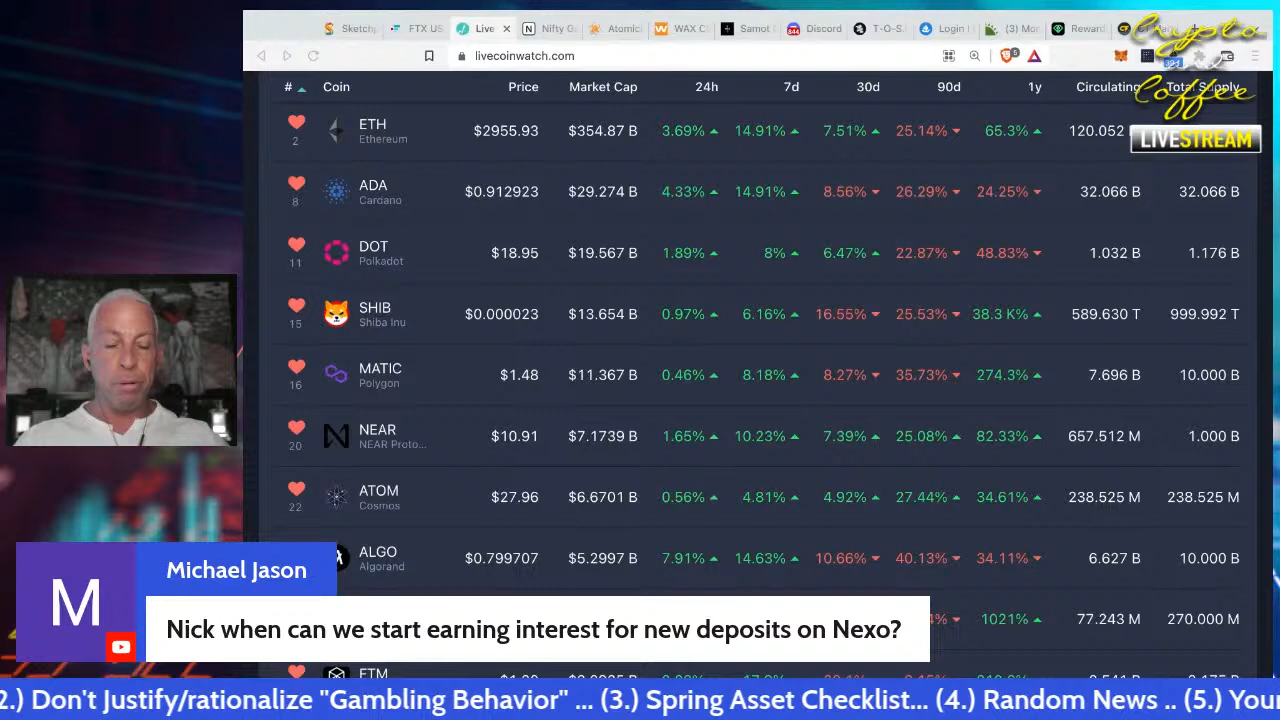 Sketch
FTX US
Live
Nifty G
Atomic
WAX C
Samot
Discord
T-O-S
Login
(3) Mor
Reward
livecoinwatch.com
Crypto
and
Coffee
LIVESTREAM
# Coin Price Market Cap 24h 7d 30d 90d 1y Circulating Total Supply
2 ETH Ethereum $2955.93 $354.87 B 3.69% 14.91% 7.51% 25.14% 65.3% 120.052
8 ADA Cardano $0.912923 $29.274 B 4.33% 14.91% 8.56% 26.29% 24.25% 32.066 B 32.066 B
11 DOT Polkadot $18.95 $19.567 B 1.89% 8% 6.47% 22.87% 48.83% 1.032 B 1.176 B
15 SHIB Shiba Inu $0.000023 $13.654 B 0.97% 6.16% 16.55% 25.53% 38.3 K% 589.630 T 999.992 T
16 MATIC Polygon $1.48 $11.367 B 0.46% 8.18% 8.27% 35.73% 274.3% 7.696 B 10.000 B
20 NEAR NEAR Proto... $10.91 $7.1739 B 1.65% 10.23% 7.39% 25.08% 82.33% 657.512 M 1.000 B
22 ATOM Cosmos $27.96 $6.6701 B 0.56% 4.81% 4.92% 27.44% 34.61% 238.525 M 238.525 M
ALGO Algorand $0.799707 $5.2997 B 7.91% 14.63% 10.66% 40.13% 34.11% 6.627 B 10.000 B
1021% 77.243 M 270.000 M
FTM
M
Michael Jason
Nick when can we start earning interest for new deposits on Nexo?
2.) Don't Justify/rationalize "Gambling Behavior" ... (3.) Spring Asset Checklist... (4.) Random News .. (5.) Your